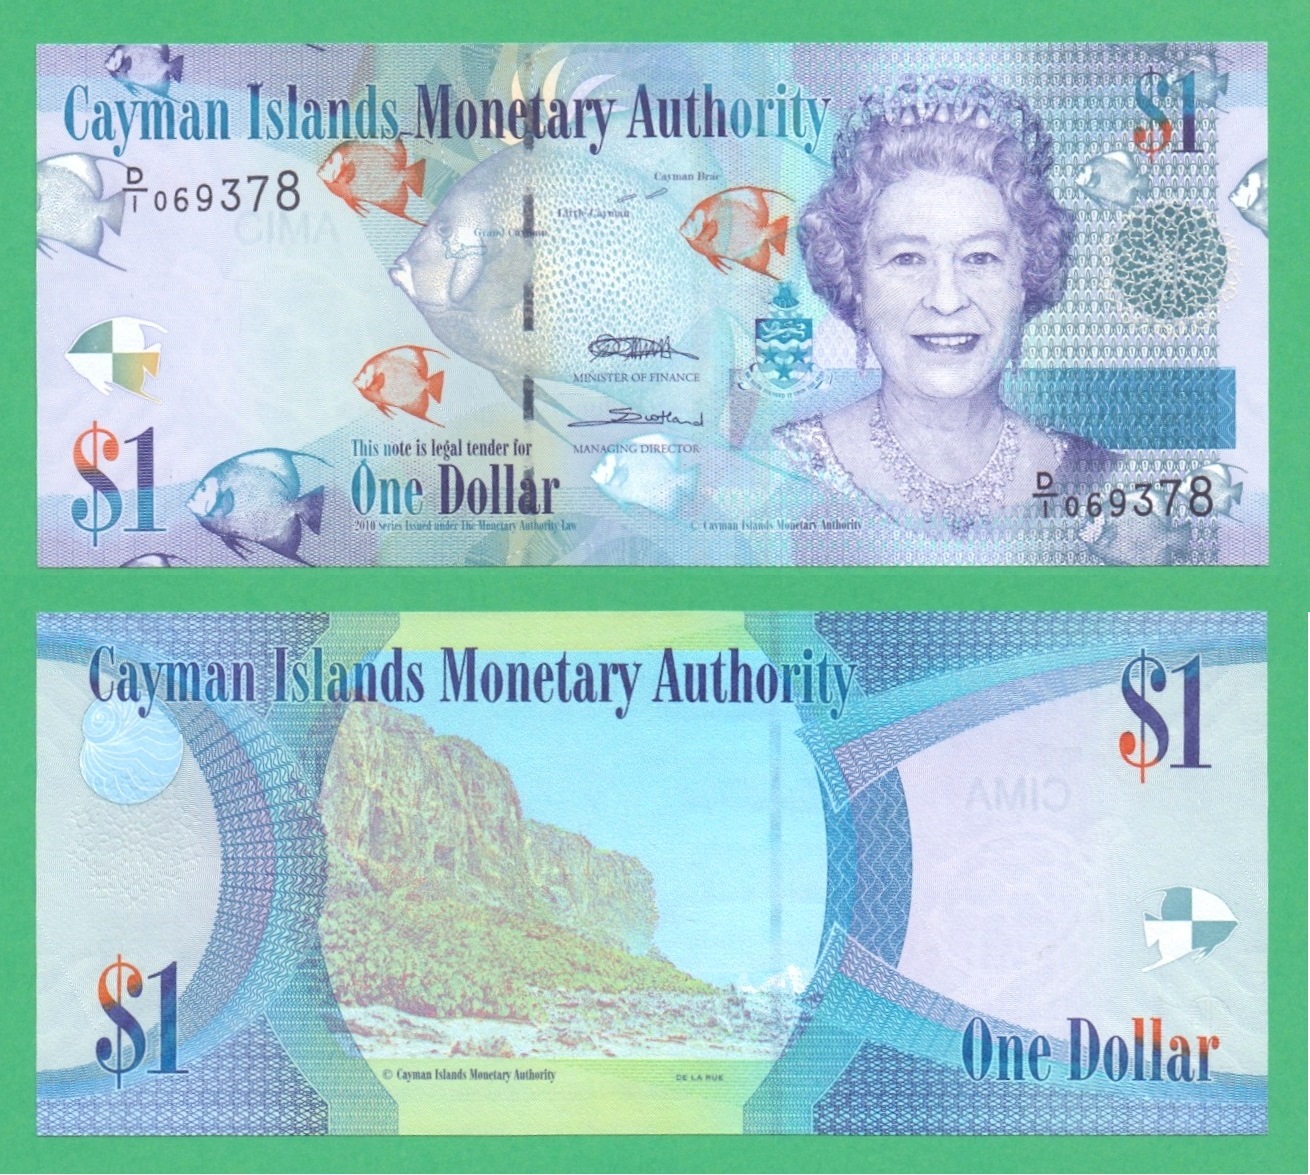 Cayman Islands Monetary Authority
$1
D/1 069378
CIMA
Cayman Brac
Little Cayman
Grand Cayman
MINISTER OF FINANCE
Scotland
MANAGING DIRECTOR
This note is legal tender for
One Dollar
2010 Series Issued under The Monetary Authority Law
$1
© Cayman Islands Monetary Authority
D/1 069378
Cayman Islands Monetary Authority
$1
CIMA
$1
One Dollar
© Cayman Islands Monetary Authority
DE LA RUE